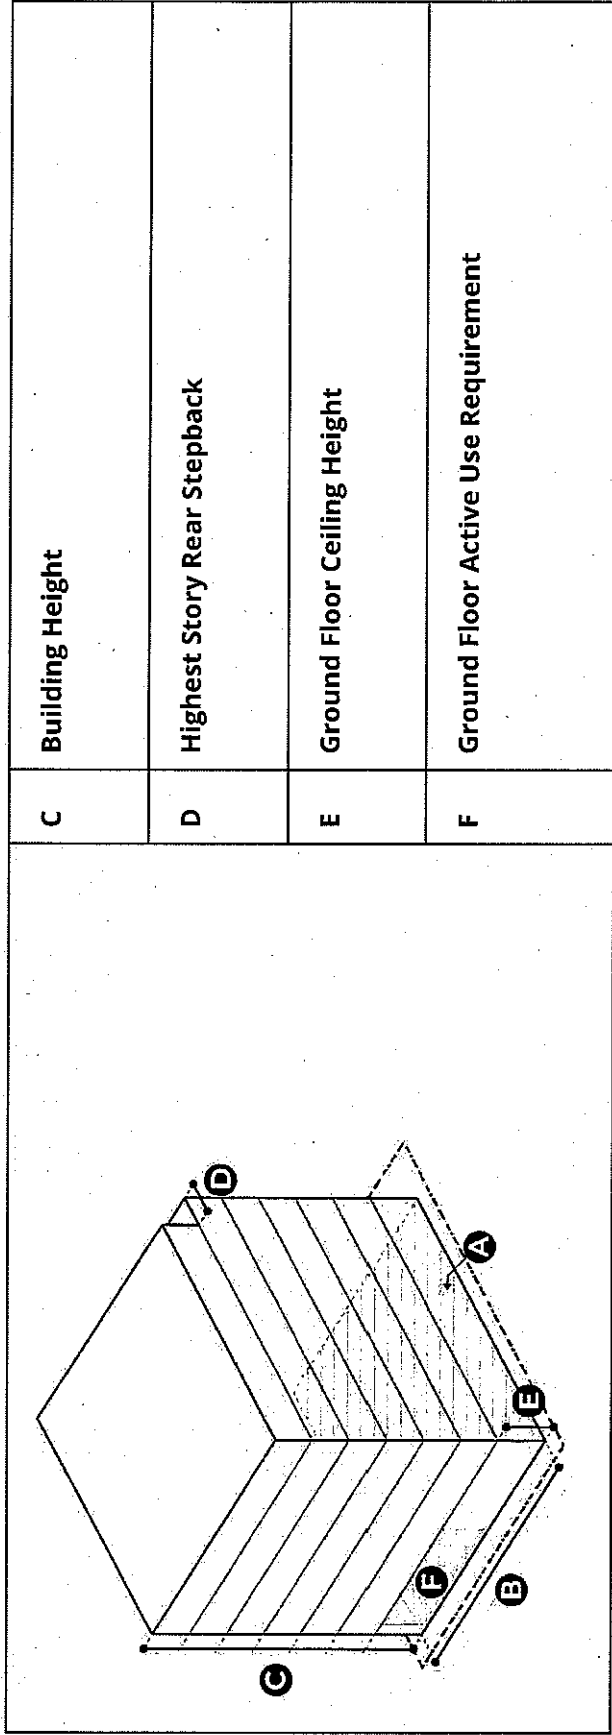 C
D
F
E
A
B
C Building Height
D Highest Story Rear Stepback
E Ground Floor Ceiling Height
F Ground Floor Active Use Requirement